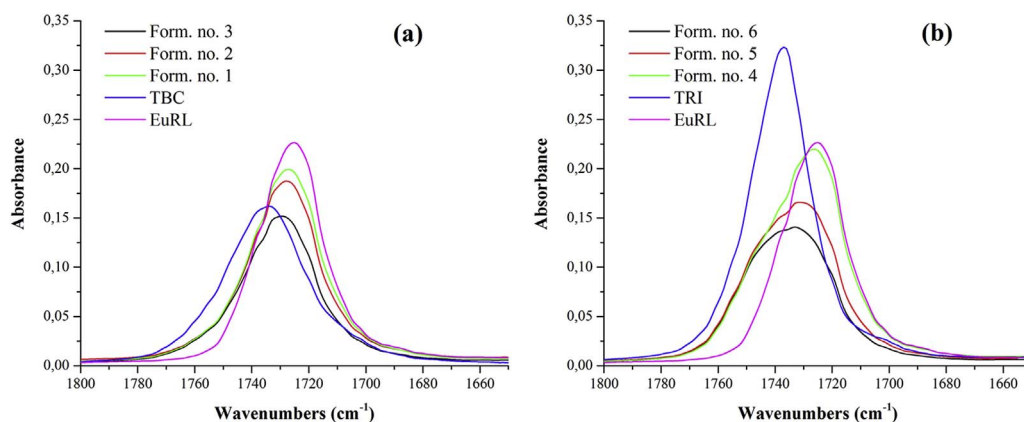 (a)
Form. no. 3
Form. no. 2
Form. no. 1
TBC
EuRL
0,35
0,30
0,25
0,20
0,15
0,10
0,05
0,00
Absorbance
1800 1780 1760 1740 1720 1700 1680 1660
Wavenumbers (cm⁻¹)
(b)
Form. no. 6
Form. no. 5
Form. no. 4
TRI
EuRL
0,35
0,30
0,25
0,20
0,15
0,10
0,05
0,00
Absorbance
1800 1780 1760 1740 1720 1700 1680 1660
Wavenumbers (cm⁻¹)